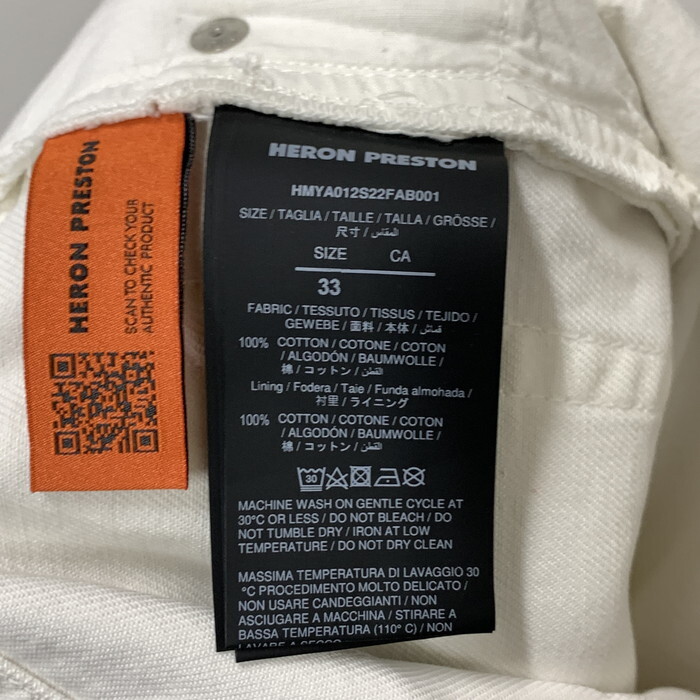 HERON PRESTON
SCAN TO CHECK YOUR
AUTHENTIC PRODUCT
HERON PRESTON
HMYA012S22FAB001
SIZE / TAGLIA / TAILLE / TALLA / GRÖSSE /
尺寸 / المقاس /
SIZE CA
33
FABRIC / TESSUTO / TISSUS / TEJIDO /
GEWEBE / 面料 / 本体 / قماش /
100% COTTON / COTONE / COTON
/ ALGODÓN / BAUMWOLLE /
棉 / コットン / القطن /
Lining / Fodera / Taie / Funda almohada /
衬里 / ライニング
100% COTTON / COTONE / COTON
/ ALGODÓN / BAUMWOLLE /
棉 / コットン / القطن /
30
MACHINE WASH ON GENTLE CYCLE AT
30°C OR LESS / DO NOT BLEACH / DO
NOT TUMBLE DRY / IRON AT LOW
TEMPERATURE / DO NOT DRY CLEAN
MASSIMA TEMPERATURA DI LAVAGGIO 30
°C PROCEDIMENTO MOLTO DELICATO /
NON USARE CANDEGGIANTI / NON
ASCIUGARE A MACCHINA / STIRARE A
BASSA TEMPERATURA (110° C) / NON
LAVARE A SECCO